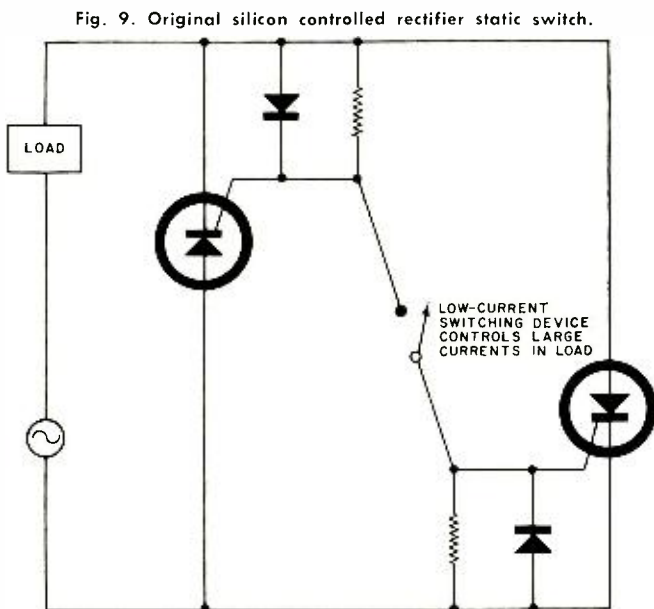 Fig. 9. Original silicon controlled rectifier static switch.
LOAD
LOW-CURRENT
SWITCHING DEVICE
CONTROLS LARGE
CURRENTS IN LOAD